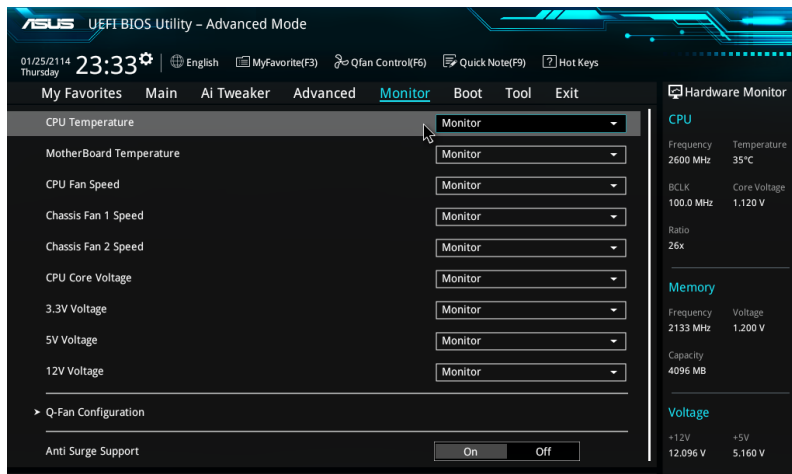 ASUS UEFI BIOS Utility – Advanced Mode
01/25/2114 Thursday 23:33 English MyFavorite(F3) Qfan Control(F6) Quick Note(F9) ? Hot Keys
My Favorites Main Ai Tweaker Advanced Monitor Boot Tool Exit
CPU Temperature Monitor
MotherBoard Temperature Monitor
CPU Fan Speed Monitor
Chassis Fan 1 Speed Monitor
Chassis Fan 2 Speed Monitor
CPU Core Voltage Monitor
3.3V Voltage Monitor
5V Voltage Monitor
12V Voltage Monitor
Q-Fan Configuration
Anti Surge Support On Off
Hardware Monitor
CPU
Frequency Temperature
2600 MHz 35°C
BCLK Core Voltage
100.0 MHz 1.120 V
Ratio
26x
Memory
Frequency Voltage
2133 MHz 1.200 V
Capacity
4096 MB
Voltage
+12V +5V
12.096 V 5.160 V